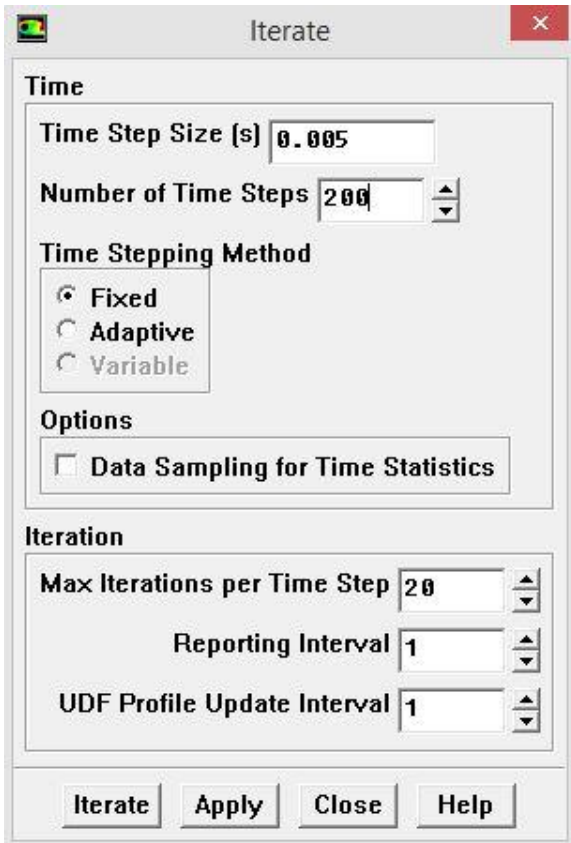 Iterate
Time
Time Step Size (s) 0.005
Number of Time Steps 200
Time Stepping Method
Fixed
Adaptive
Variable
Options
Data Sampling for Time Statistics
Iteration
Max Iterations per Time Step 20
Reporting Interval 1
UDF Profile Update Interval 1
Iterate Apply Close Help